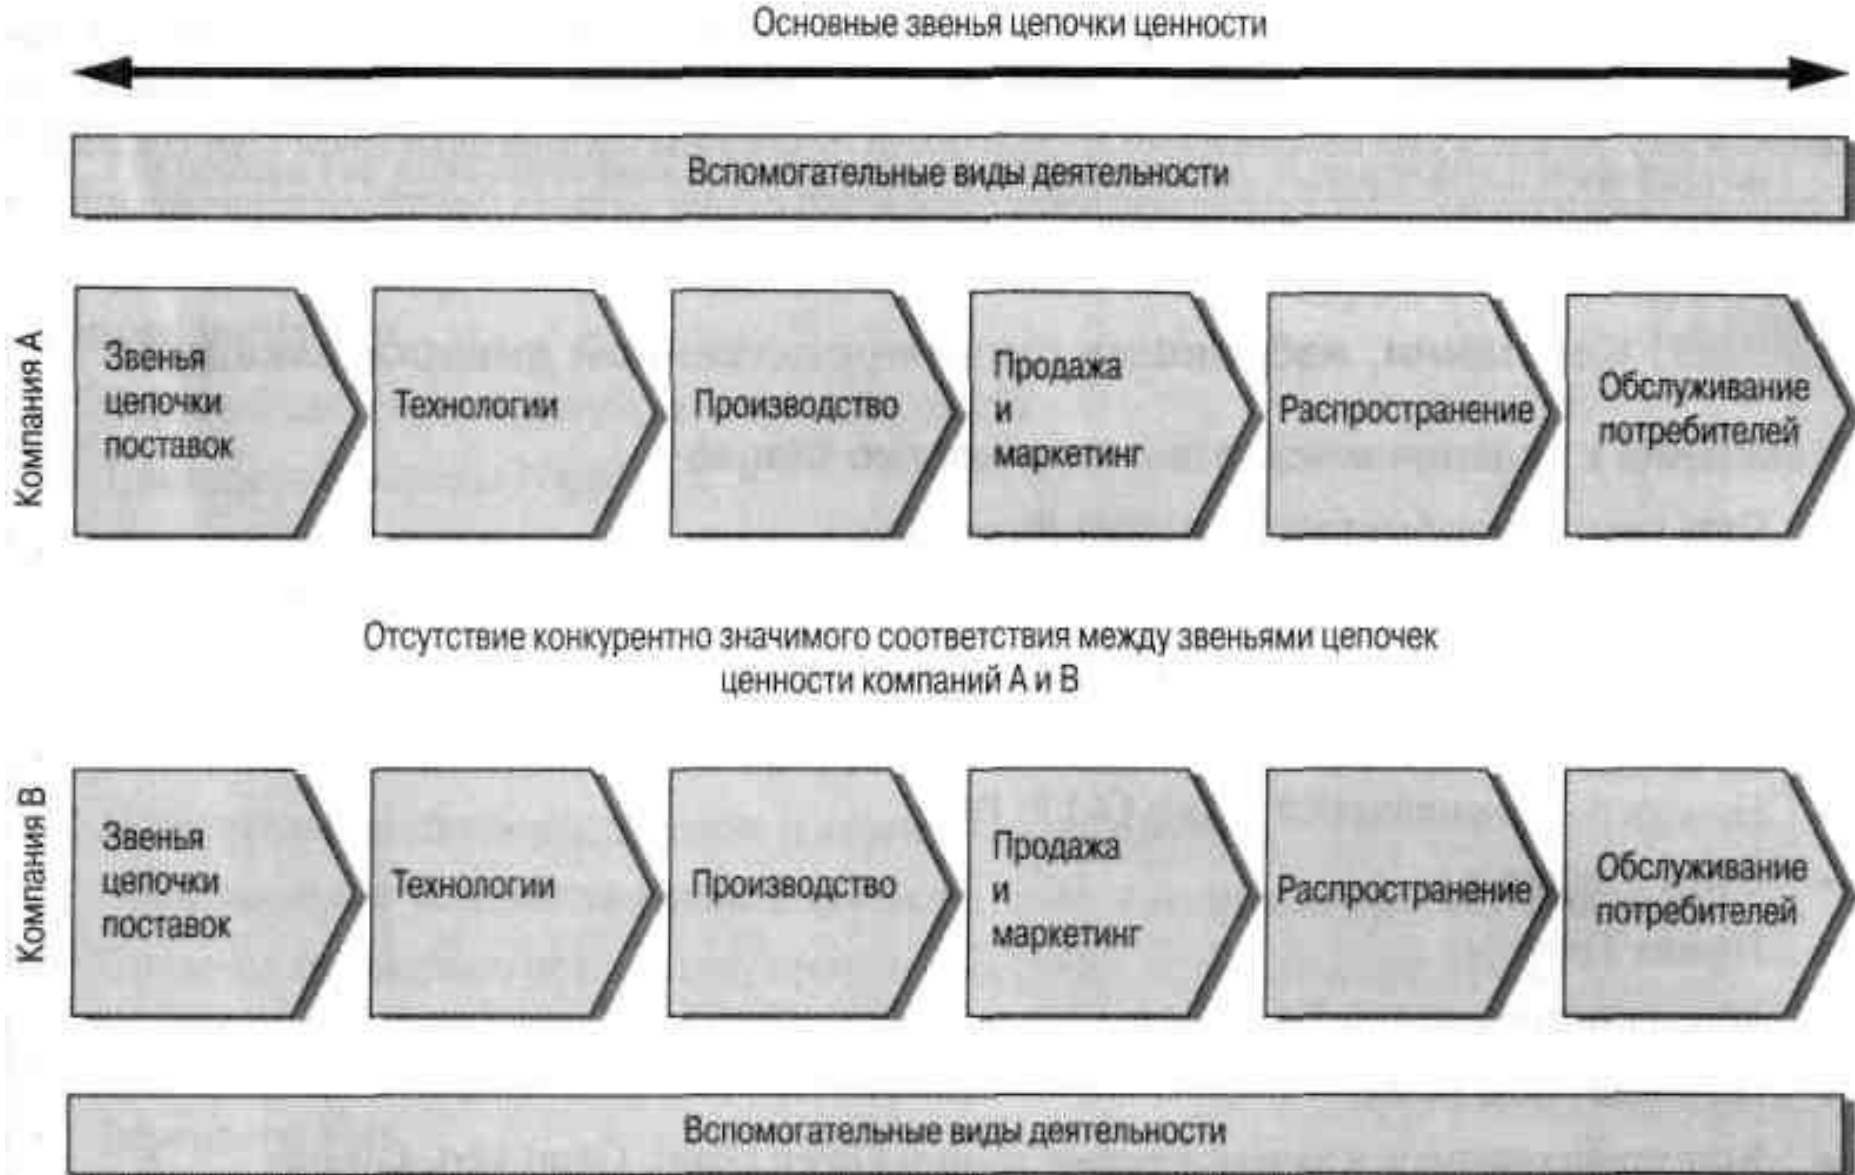 Основные звенья цепочки ценности
Вспомогательные виды деятельности
Компания А
Звенья
цепочки
поставок
Технологии
Производство
Продажа
и
маркетинг
Распространение
Обслуживание
потребителей
Отсутствие конкурентно значимого соответствия между звеньями цепочек
ценности компаний А и В
Компания В
Звенья
цепочки
поставок
Технологии
Производство
Продажа
и
маркетинг
Распространение
Обслуживание
потребителей
Вспомогательные виды деятельности